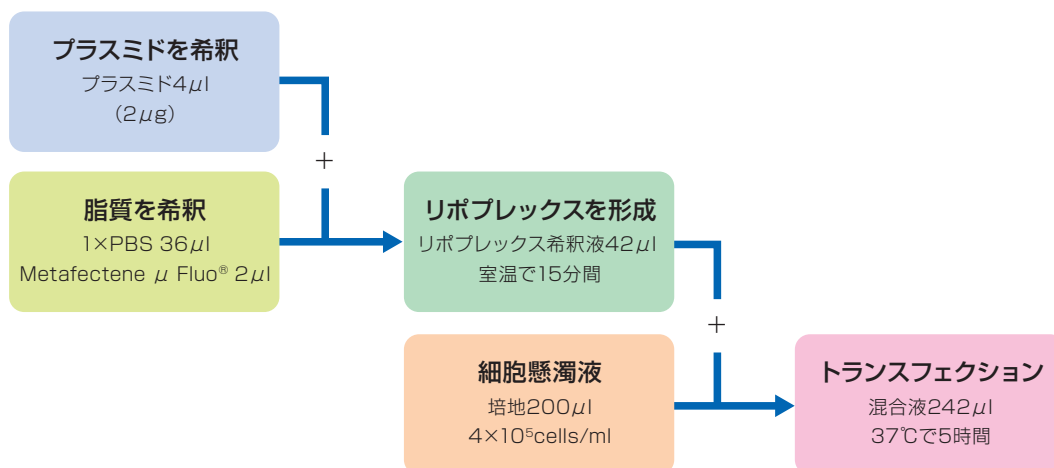 プラスミドを希釈
プラスミド4μl
(2μg)
+
脂質を希釈
1×PBS 36μl
Metafectene μ Fluo® 2μl
リポプレックスを形成
リポプレックス希釈液42μl
室温で15分間
+
細胞懸濁液
培地200μl
4×10⁵cells/ml
トランスフェクション
混合液242μl
37℃で5時間